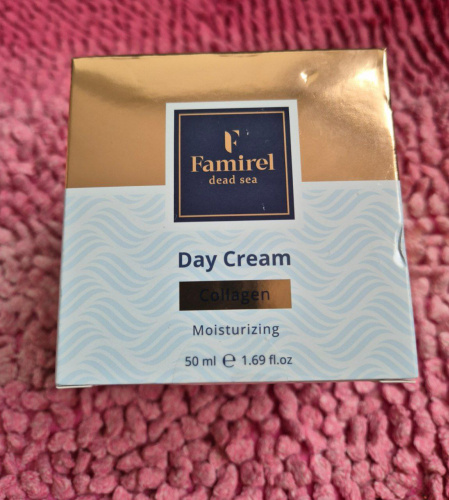 F
Famirel
dead sea
Day Cream
Collagen
Moisturizing
50 ml ℮ 1.69 fl.oz